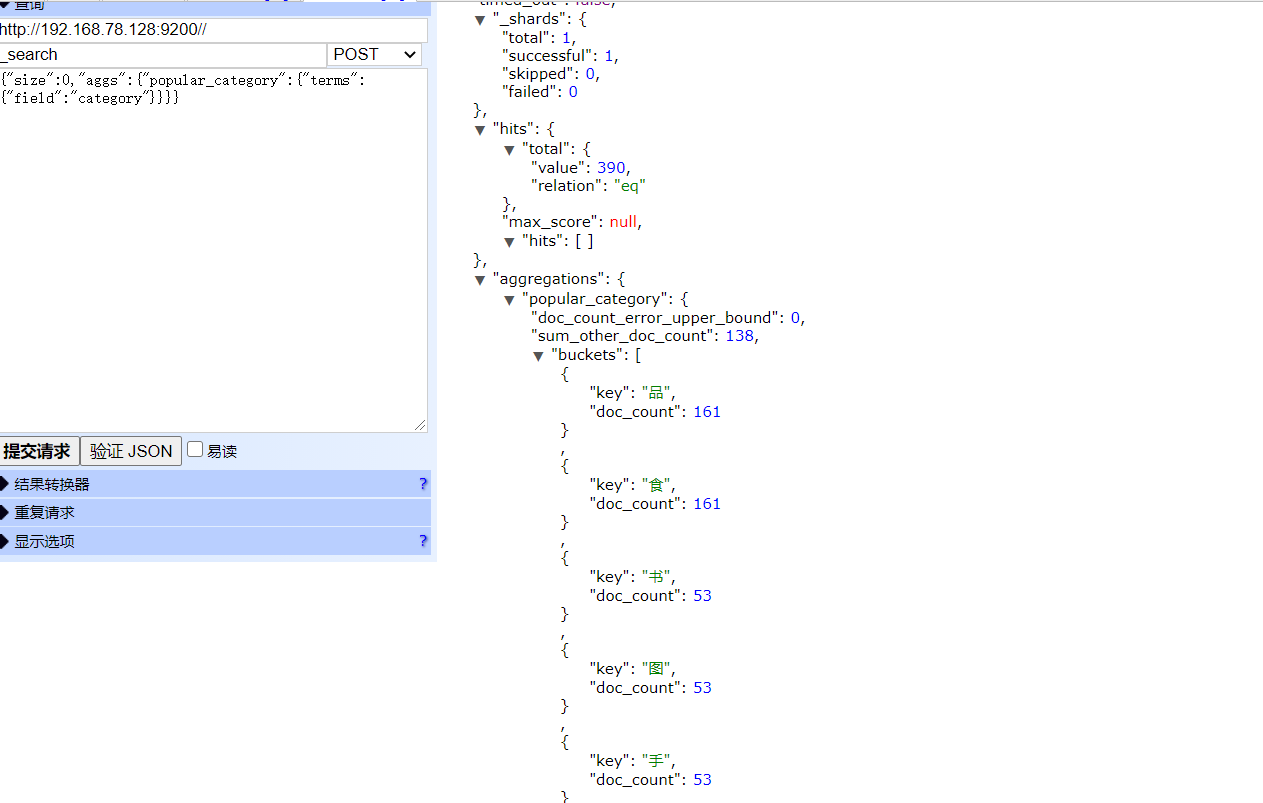 查询
http://192.168.78.128:9200//
_search
POST
{"size":0,"aggs":{"popular_category":{"terms":
{"field":"category"}}}}
提交请求
验证 JSON
易读
结果转换器
?
重复请求
显示选项
?
"timed_out": false,
"_shards": {
"total": 1,
"successful": 1,
"skipped": 0,
"failed": 0
},
"hits": {
"total": {
"value": 390,
"relation": "eq"
},
"max_score": null,
"hits": [ ]
},
"aggregations": {
"popular_category": {
"doc_count_error_upper_bound": 0,
"sum_other_doc_count": 138,
"buckets": [
{
"key": "品",
"doc_count": 161
}
,
{
"key": "食",
"doc_count": 161
}
,
{
"key": "书",
"doc_count": 53
}
,
{
"key": "图",
"doc_count": 53
}
,
{
"key": "手",
"doc_count": 53
}